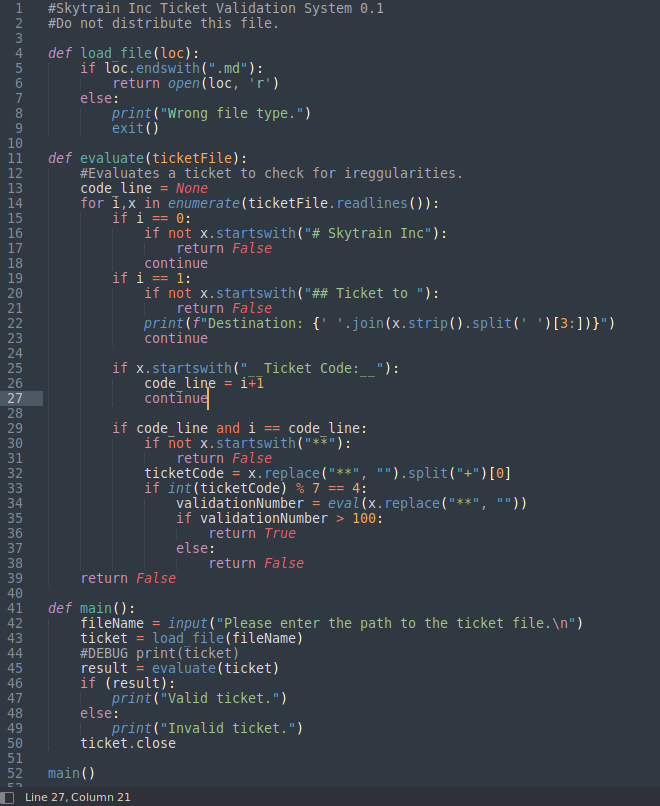 1 #Skytrain Inc Ticket Validation System 0.1
2 #Do not distribute this file.
3
4 def load_file(loc):
5     if loc.endswith(".md"):
6         return open(loc, 'r')
7     else:
8         print("Wrong file type.")
9         exit()
10
11 def evaluate(ticketFile):
12     #Evaluates a ticket to check for ireggularities.
13     code_line = None
14     for i,x in enumerate(ticketFile.readlines()):
15         if i == 0:
16             if not x.startswith("# Skytrain Inc"):
17                 return False
18             continue
19         if i == 1:
20             if not x.startswith("## Ticket to "):
21                 return False
22             print(f"Destination: {' '.join(x.strip().split(' ')[3:])}")
23             continue
24
25         if x.startswith("__Ticket Code:__"):
26             code_line = i+1
27             continue
28
29         if code_line and i == code_line:
30             if not x.startswith("**"):
31                 return False
32             ticketCode = x.replace("**", "").split("+")[0]
33             if int(ticketCode) % 7 == 4:
34                 validationNumber = eval(x.replace("**", ""))
35                 if validationNumber > 100:
36                     return True
37                 else:
38                     return False
39     return False
40
41 def main():
42     fileName = input("Please enter the path to the ticket file.\n")
43     ticket = load_file(fileName)
44     #DEBUG print(ticket)
45     result = evaluate(ticket)
46     if (result):
47         print("Valid ticket.")
48     else:
49         print("Invalid ticket.")
50     ticket.close
51
52 main()
53
Line 27, Column 21